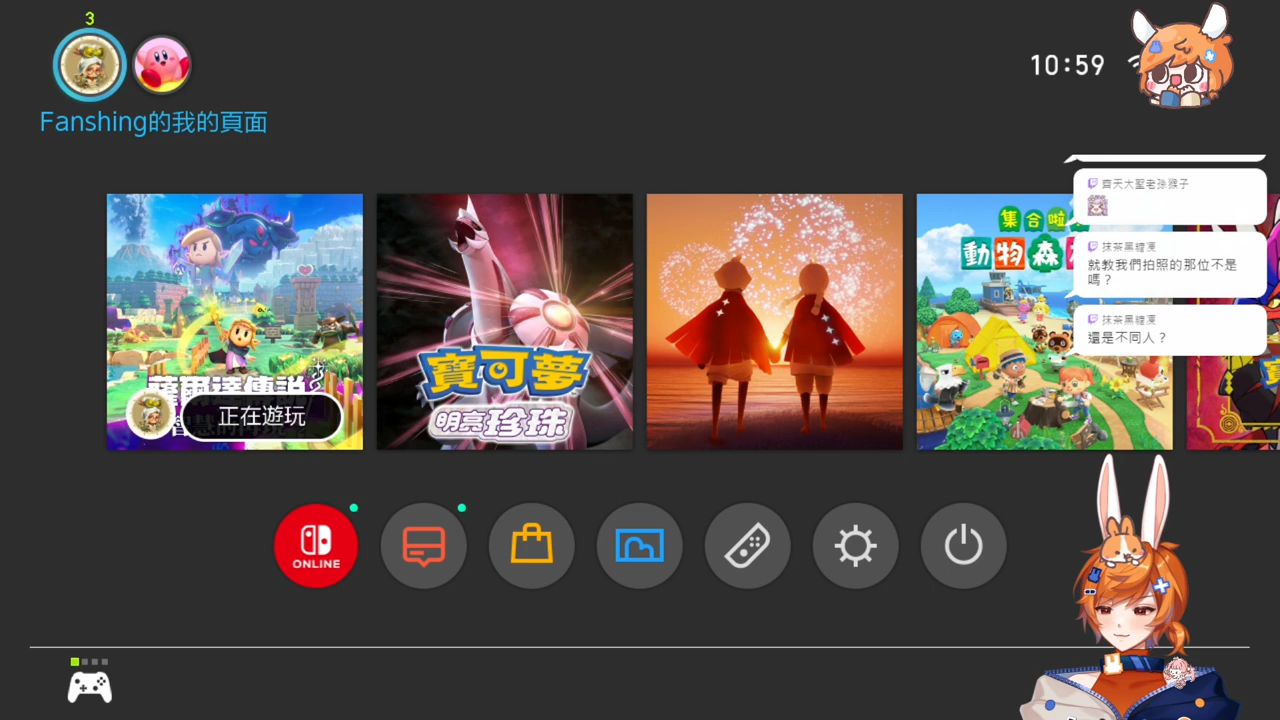 3
Fanshing的我的頁面
10:59
齊天大聖老孫猴子
抹茶黑糖凍
就教我們拍照的那位不是
嗎？
抹茶黑糖凍
還是不同人？
集合啦
動物森
薩爾達傳説
正在遊玩
寶可夢
明亮珍珠
ONLINE